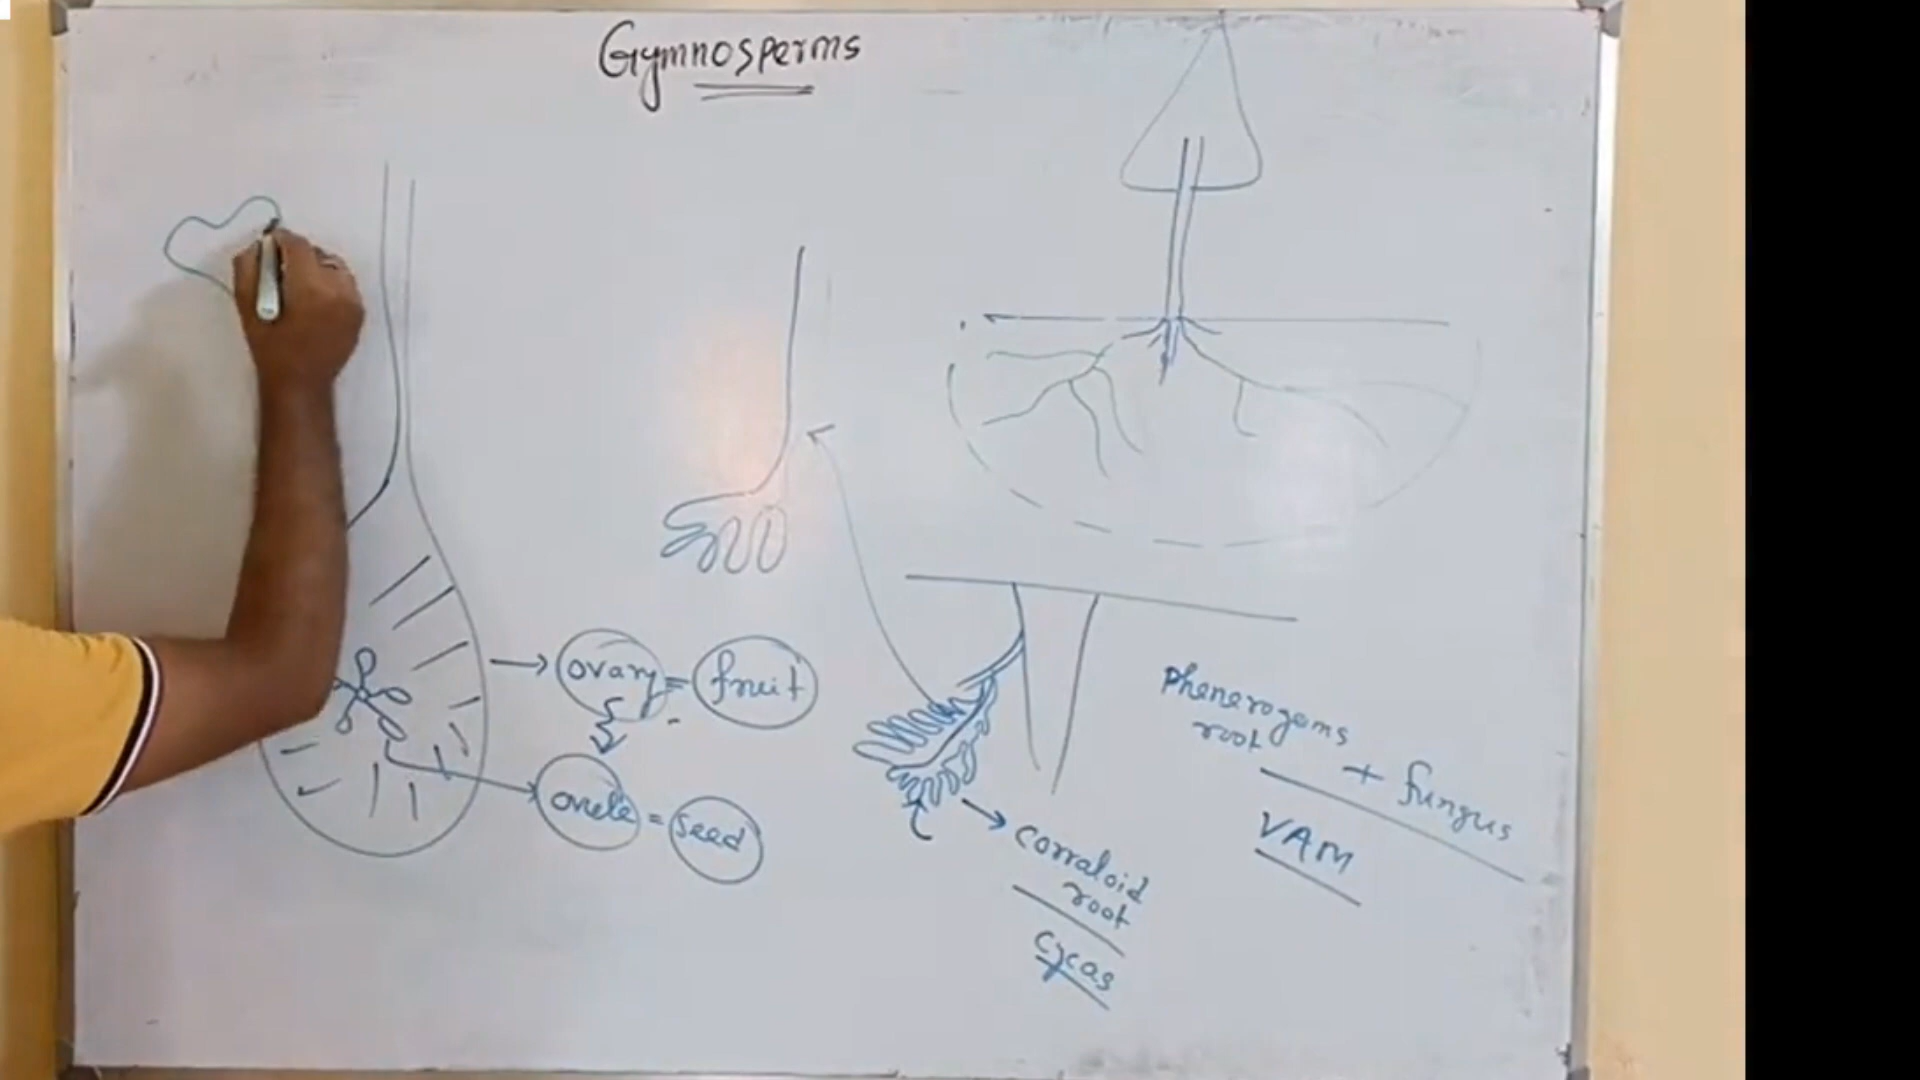 Gymnosperms
ovary = fruit
ovule = seed
corraloid
root
cycas
phenerogams
root + fungus
VAM